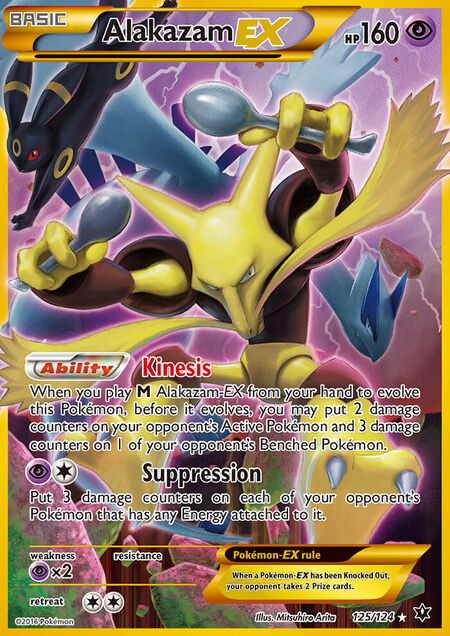 BASIC Alakazam EX HP160
Ability Kinesis
When you play M Alakazam-EX from your hand to evolve
this Pokémon, before it evolves, you may put 2 damage
counters on your opponent's Active Pokémon and 3 damage
counters on 1 of your opponent's Benched Pokémon.
Suppression
Put 3 damage counters on each of your opponent's
Pokémon that has any Energy attached to it.
weakness resistance
×2
retreat
Pokémon-EX rule
When a Pokémon-EX has been Knocked Out,
your opponent takes 2 Prize cards.
©2016 Pokémon
Illus. Mitsuhiro Arita
125/124